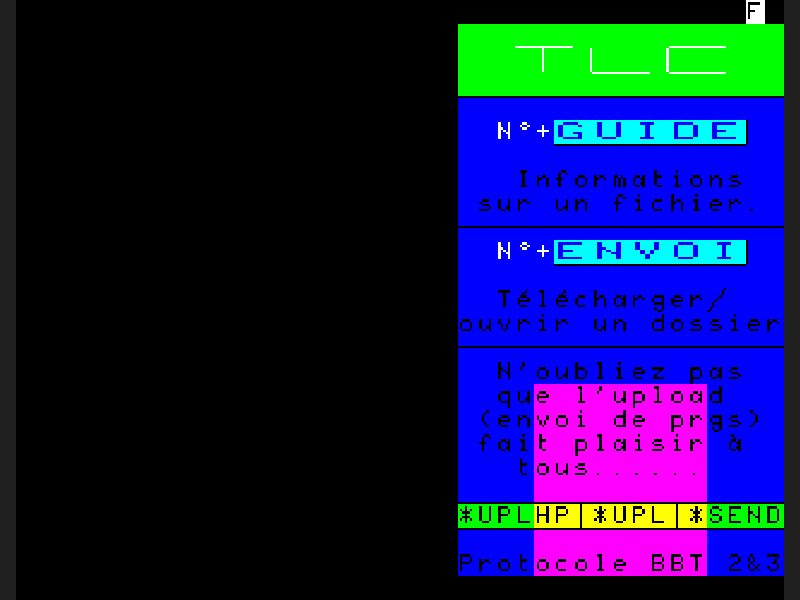 F
TLC
N°+GUIDE
Informations
sur un fichier.
N°+ENVOI
Télécharger/
ouvrir un dossier
N'oubliez pas
que l'upload
(envoi de prgs)
fait plaisir à
tous......
*UPLHP | *UPL | *SEND
Protocole BBT 2&3